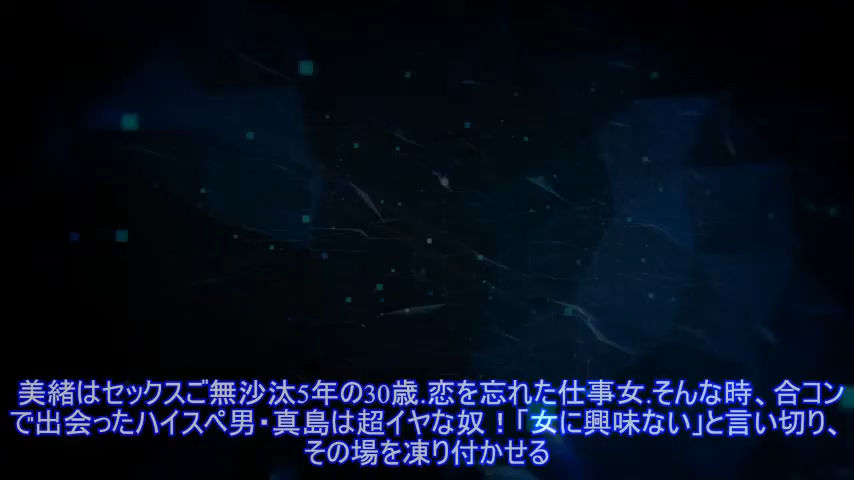 美緒はセックスご無沙汰5年の30歳.恋を忘れた仕事女.そんな時、合コン
で出会ったハイスペ男・真島は超イヤな奴！「女に興味ない」と言い切り、
その場を凍り付かせる